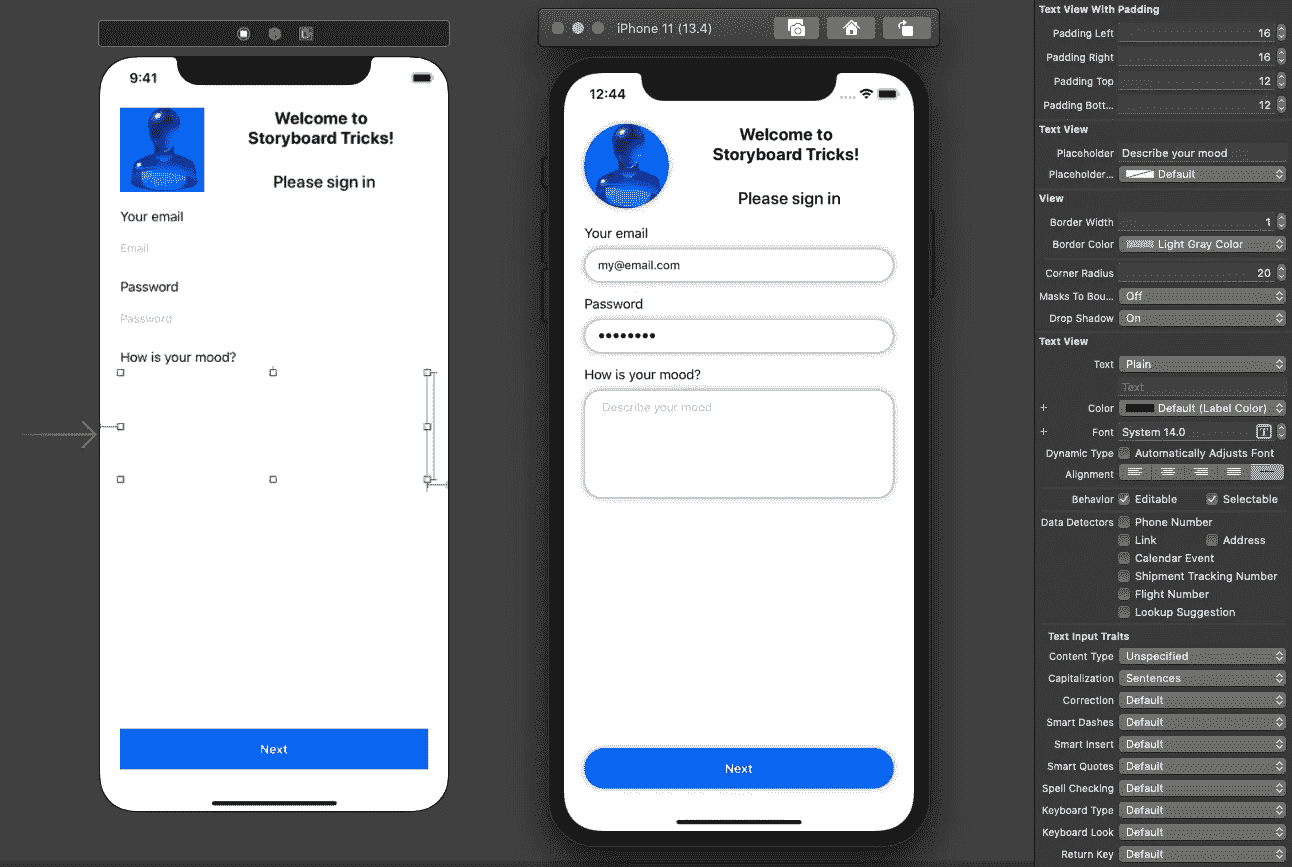 9:41
Welcome to
Storyboard Tricks!
Please sign in
Your email
Email
Password
Password
How is your mood?
Next
iPhone 11 (13.4)
12:44
Welcome to
Storyboard Tricks!
Please sign in
Your email
my@email.com
Password
How is your mood?
Describe your mood
Next
Text View With Padding
Padding Left 16
Padding Right 16
Padding Top 12
Padding Bott... 12
Text View
Placeholder Describe your mood
Placeholder... Default
View
Border Width 1
Border Color Light Gray Color
Corner Radius 20
Masks To Bou... Off
Drop Shadow On
Text View
Text Plain
Text
+ Color Default (Label Color)
+ Font System 14.0
Dynamic Type Automatically Adjusts Font
Alignment
Behavior Editable Selectable
Data Detectors Phone Number
Link Address
Calendar Event
Shipment Tracking Number
Flight Number
Lookup Suggestion
Text Input Traits
Content Type Unspecified
Capitalization Sentences
Correction Default
Smart Dashes Default
Smart Insert Default
Smart Quotes Default
Spell Checking Default
Keyboard Type Default
Keyboard Look Default
Return Key Default